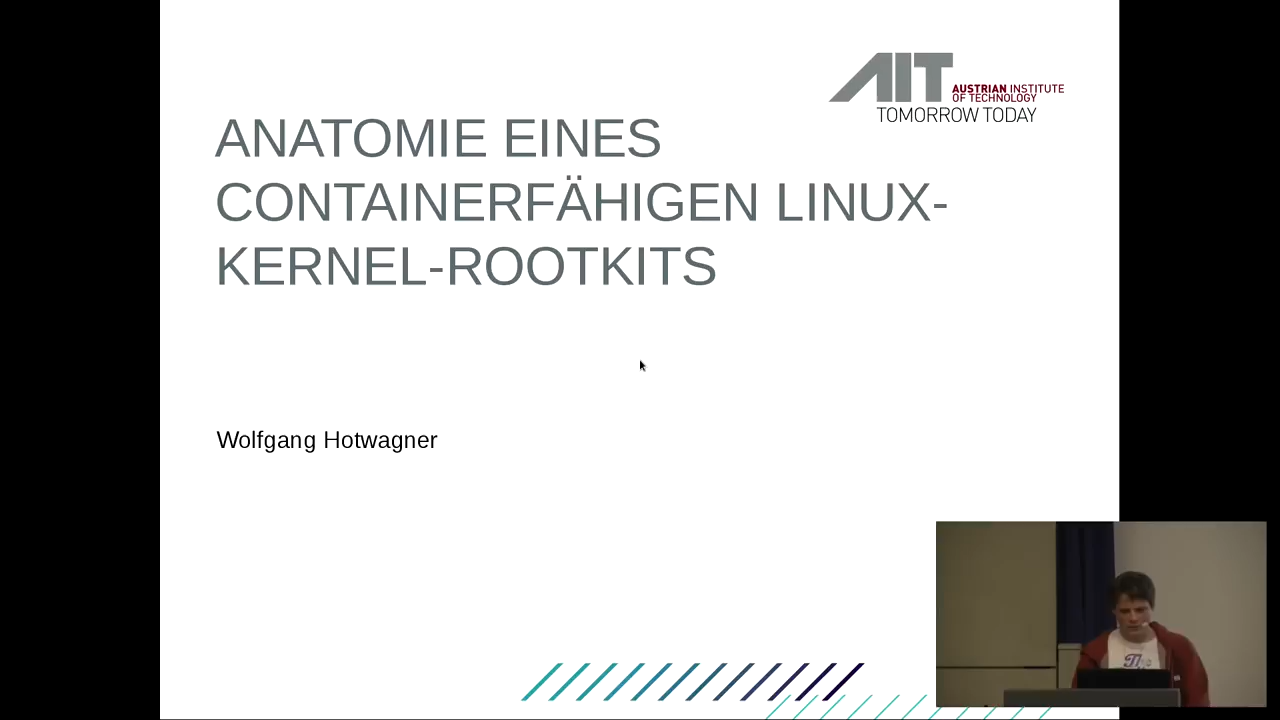 AIT
AUSTRIAN INSTITUTE
OF TECHNOLOGY
TOMORROW TODAY
ANATOMIE EINES
CONTAINERFÄHIGEN LINUX-
KERNEL-ROOTKITS
Wolfgang Hotwagner